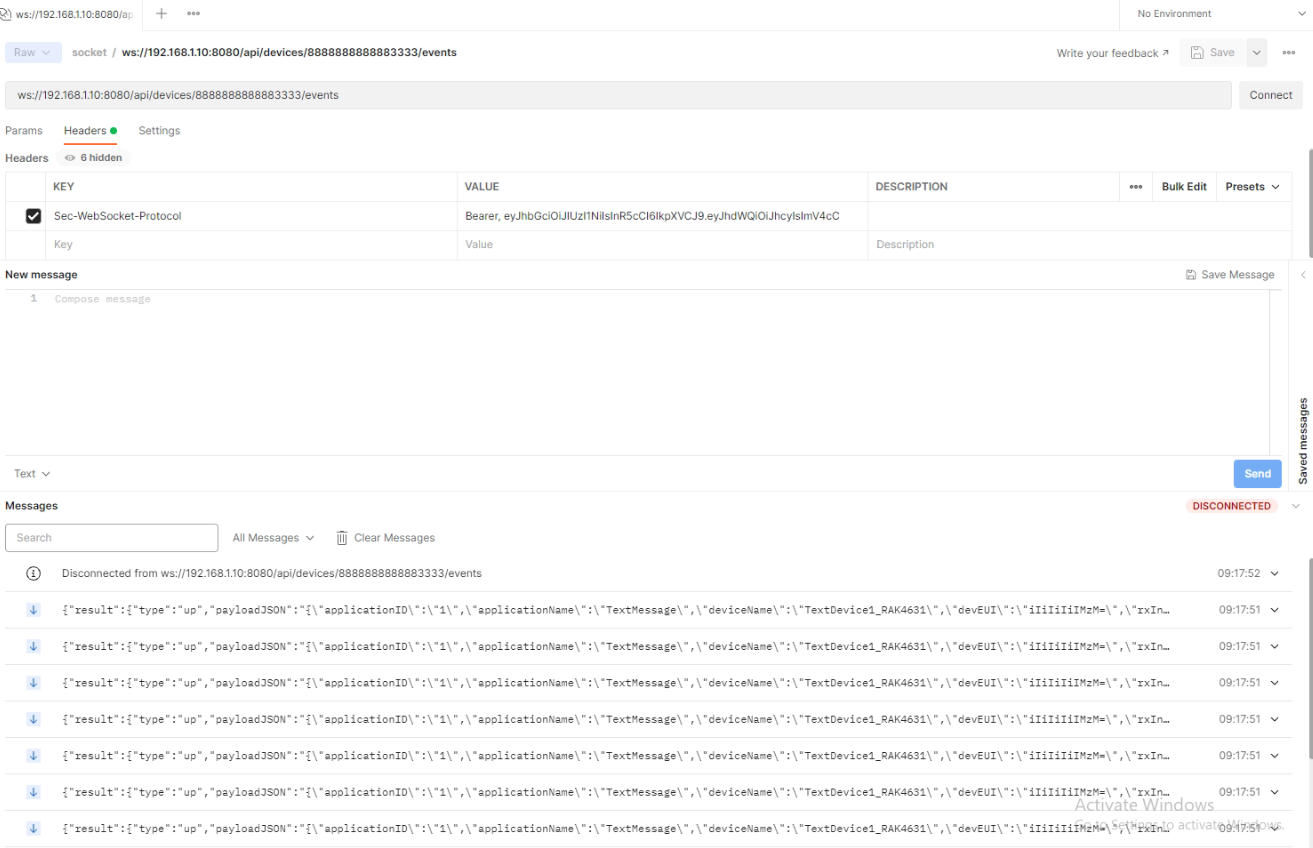 ws://192.168.1.10:8080/ap
No Environment
Raw socket / ws://192.168.1.10:8080/api/devices/8888888888883333/events
Write your feedback ↗ Save
ws://192.168.1.10:8080/api/devices/8888888888883333/events
Connect
Params Headers Settings
Headers 6 hidden
KEY VALUE DESCRIPTION Bulk Edit Presets
Sec-WebSocket-Protocol Bearer, eyJhbGciOiJIUzI1NiIsInR5cCI6IkpXVCJ9.eyJhdWQiOiJhcyIsImV4cC
Key Value Description
New message Save Message
1 Compose message
Saved messages
Text Send
Messages DISCONNECTED
Search All Messages Clear Messages
Disconnected from ws://192.168.1.10:8080/api/devices/8888888888883333/events 09:17:52
{"result":{"type":"up","payloadJSON":"{\"applicationID\":\"1\",\"applicationName\":\"TextMessage\",\"deviceName\":\"TextDevice1_RAK4631\",\"devEUI\":\"iIiIiIiIMzM=\",\"rxIn… 09:17:51
{"result":{"type":"up","payloadJSON":"{\"applicationID\":\"1\",\"applicationName\":\"TextMessage\",\"deviceName\":\"TextDevice1_RAK4631\",\"devEUI\":\"iIiIiIiIMzM=\",\"rxIn… 09:17:51
{"result":{"type":"up","payloadJSON":"{\"applicationID\":\"1\",\"applicationName\":\"TextMessage\",\"deviceName\":\"TextDevice1_RAK4631\",\"devEUI\":\"iIiIiIiIMzM=\",\"rxIn… 09:17:51
{"result":{"type":"up","payloadJSON":"{\"applicationID\":\"1\",\"applicationName\":\"TextMessage\",\"deviceName\":\"TextDevice1_RAK4631\",\"devEUI\":\"iIiIiIiIMzM=\",\"rxIn… 09:17:51
{"result":{"type":"up","payloadJSON":"{\"applicationID\":\"1\",\"applicationName\":\"TextMessage\",\"deviceName\":\"TextDevice1_RAK4631\",\"devEUI\":\"iIiIiIiIMzM=\",\"rxIn… 09:17:51
{"result":{"type":"up","payloadJSON":"{\"applicationID\":\"1\",\"applicationName\":\"TextMessage\",\"deviceName\":\"TextDevice1_RAK4631\",\"devEUI\":\"iIiIiIiIMzM=\",\"rxIn… 09:17:51
Activate Windows
{"result":{"type":"up","payloadJSON":"{\"applicationID\":\"1\",\"applicationName\":\"TextMessage\",\"deviceName\":\"TextDevice1_RAK4631\",\"devEUI\":\"iIiIiIiIMzM=\",\"rxIn… 09:17:51
Go to Settings to activate Windows.